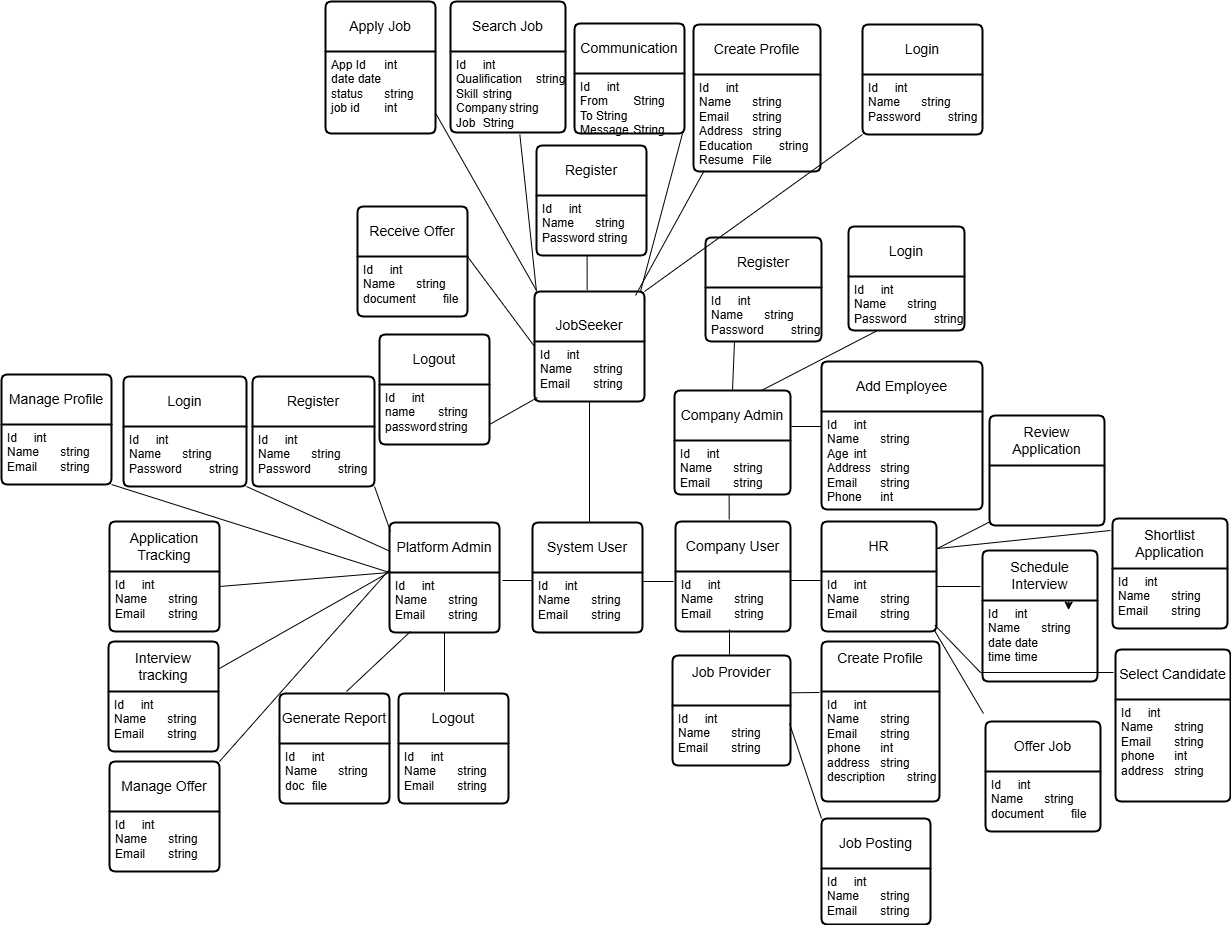 Apply Job
App Id int
date date
status string
job id int
Search Job
Id int
Qualification string
Skill string
Company string
Job String
Communication
Id int
From String
To String
Message String
Create Profile
Id int
Name string
Email string
Address string
Education string
Resume File
Login
Id int
Name string
Password string
Register
Id int
Name string
Password string
Receive Offer
Id int
Name string
document file
Register
Id int
Name string
Password string
Login
Id int
Name string
Password string
JobSeeker
Id int
Name string
Email string
Logout
Id int
name string
password string
Manage Profile
Id int
Name string
Email string
Login
Id int
Name string
Password string
Register
Id int
Name string
Password string
Company Admin
Id int
Name string
Email string
Add Employee
Id int
Name string
Age int
Address string
Email string
Phone int
Review
Application
Application
Tracking
Id int
Name string
Email string
Platform Admin
Id int
Name string
Email string
System User
Id int
Name string
Email string
Company User
Id int
Name string
Email string
HR
Id int
Name string
Email string
Schedule
Interview
Id int
Name string
date date
time time
Shortlist
Application
Id int
Name string
Email string
Interview
tracking
Id int
Name string
Email string
Generate Report
Id int
Name string
doc file
Logout
Id int
Name string
Email string
Job Provider
Id int
Name string
Email string
Create Profile
Id int
Name string
Email string
phone int
address string
description string
Select Candidate
Id int
Name string
Email string
phone int
address string
Offer Job
Id int
Name string
document file
Manage Offer
Id int
Name string
Email string
Job Posting
Id int
Name string
Email string